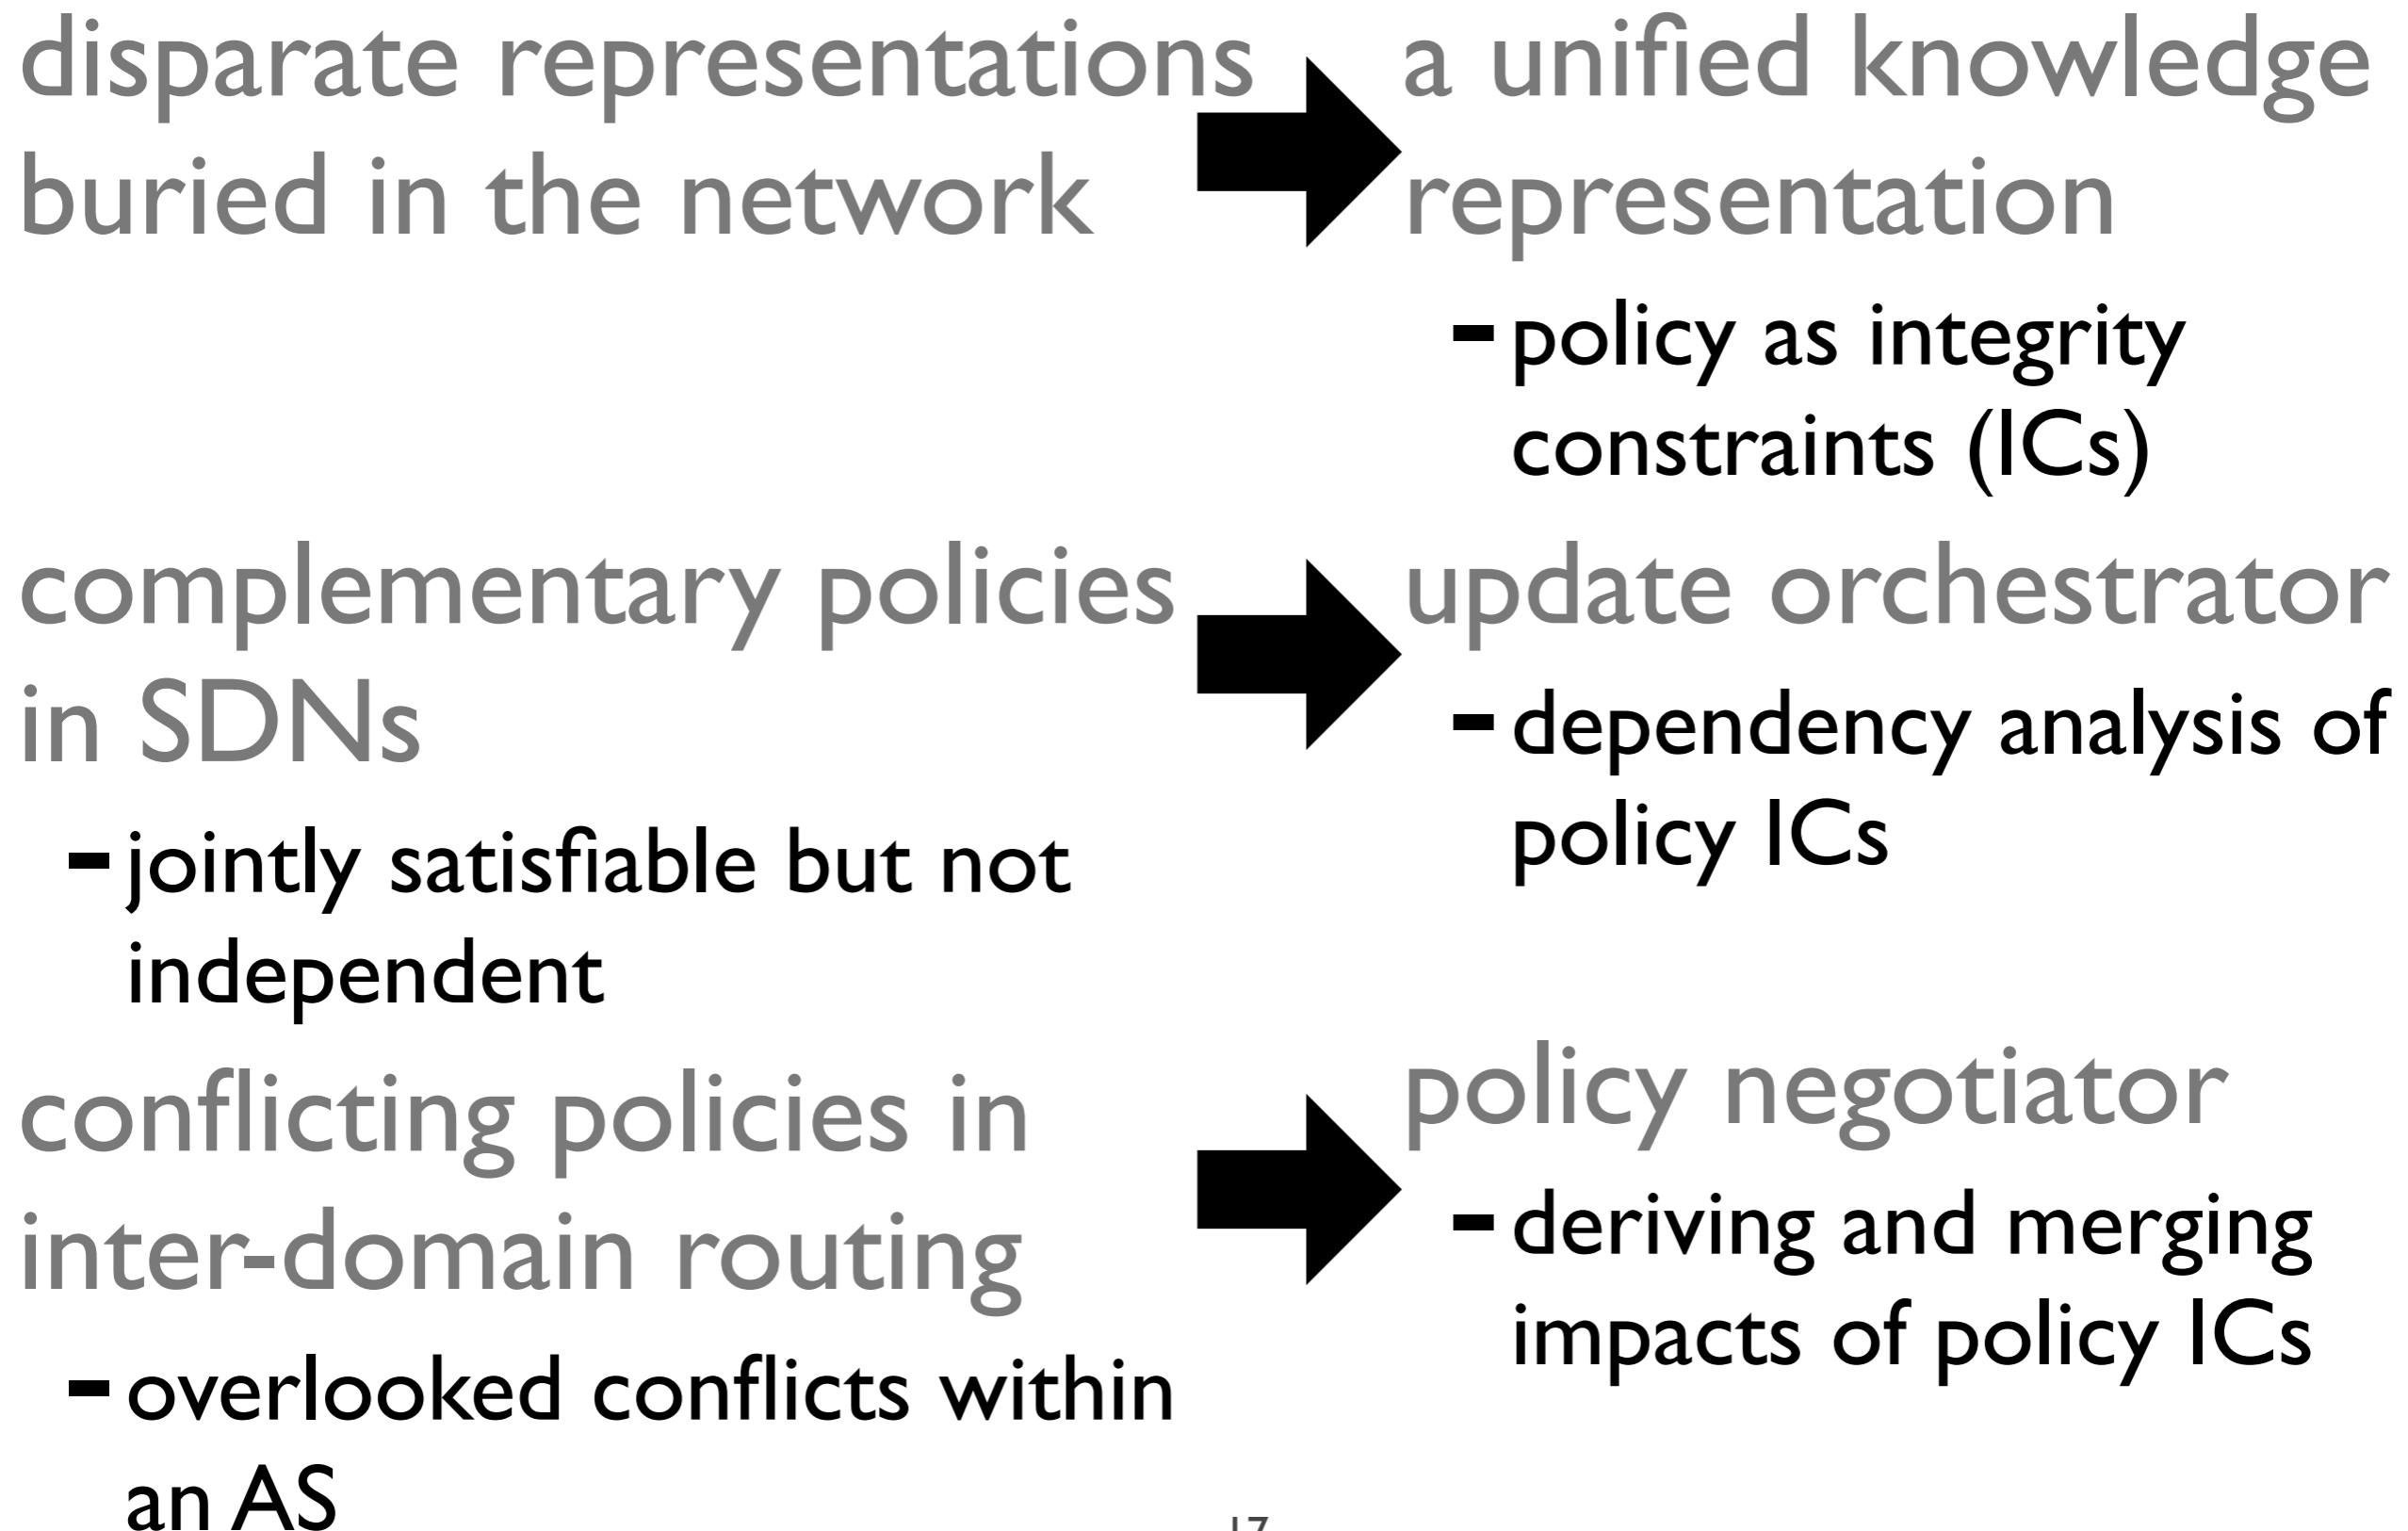 disparate representations
buried in the network
a unified knowledge
representation
- policy as integrity
constraints (ICs)
complementary policies
in SDNs
- jointly satisfiable but not
independent
update orchestrator
- dependency analysis of
policy ICs
conflicting policies in
inter-domain routing
- overlooked conflicts within
an AS
policy negotiator
- deriving and merging
impacts of policy ICs
17